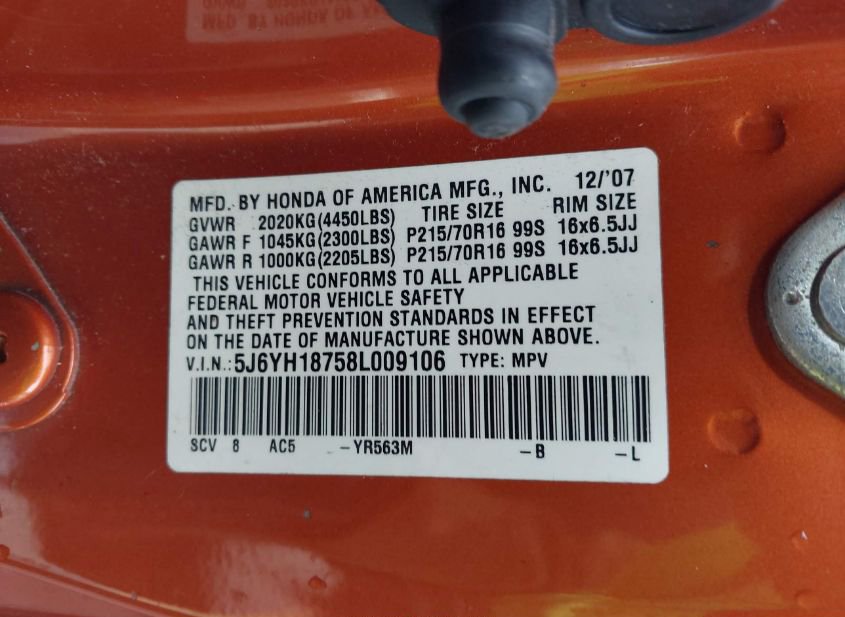 MFD. BY HONDA OF AMERICA MFG., INC. 12/'07
GVWR 2020KG(4450LBS) TIRE SIZE RIM SIZE
GAWR F 1045KG(2300LBS) P215/70R16 99S 16x6.5JJ
GAWR R 1000KG(2205LBS) P215/70R16 99S 16x6.5JJ
THIS VEHICLE CONFORMS TO ALL APPLICABLE
FEDERAL MOTOR VEHICLE SAFETY
AND THEFT PREVENTION STANDARDS IN EFFECT
ON THE DATE OF MANUFACTURE SHOWN ABOVE.
V.I.N.: 5J6YH18758L009106 TYPE: MPV
SCV 8 AC5 -YR563M -B -L